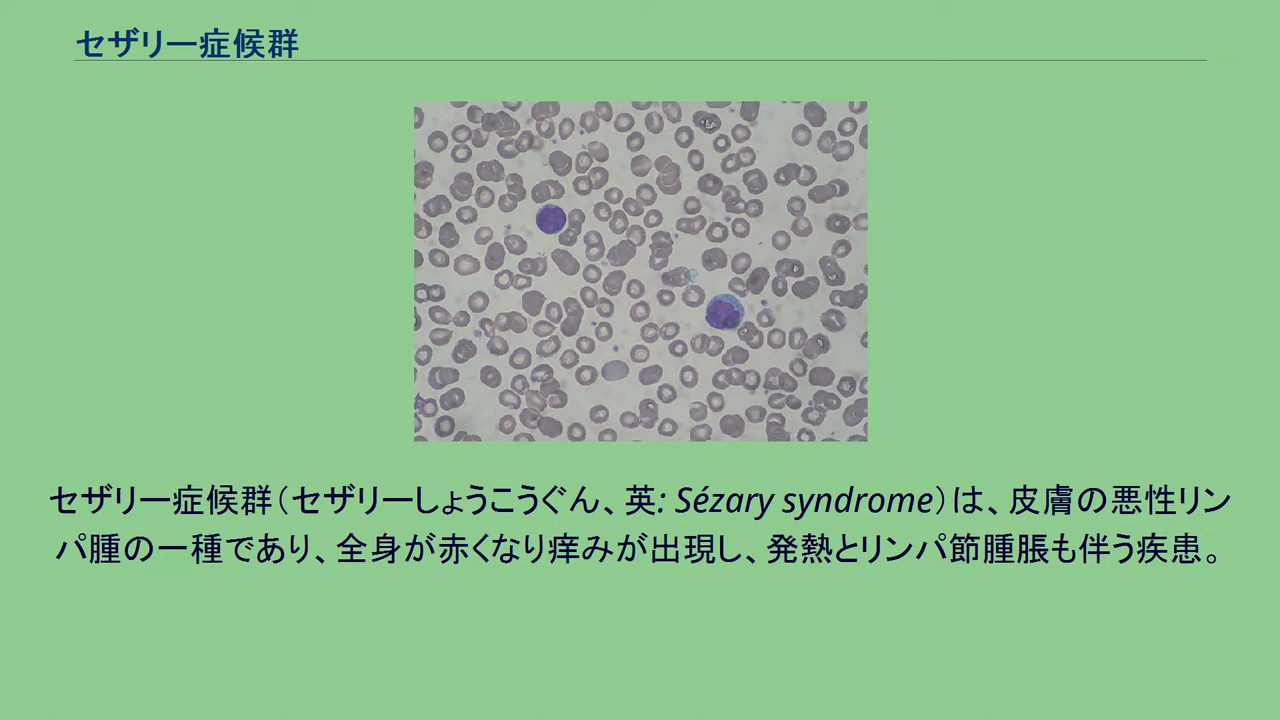 セザリー症候群
セザリー症候群（セザリーしょうこうぐん、英: Sézary syndrome）は、皮膚の悪性リン
パ腫の一種であり、全身が赤くなり痒みが出現し、発熱とリンパ節腫脹も伴う疾患。